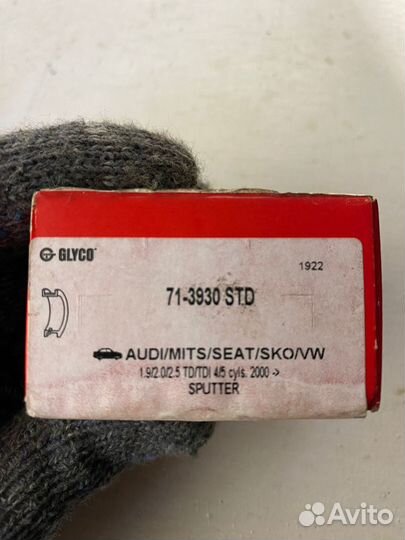 GLYCO
1922
71-3930 STD
AUDI/MITS/SEAT/SKO/VW
1.9/2.0/2.5 TD/TDI 4/5 cyls. 2000 ->
SPUTTER
Avito